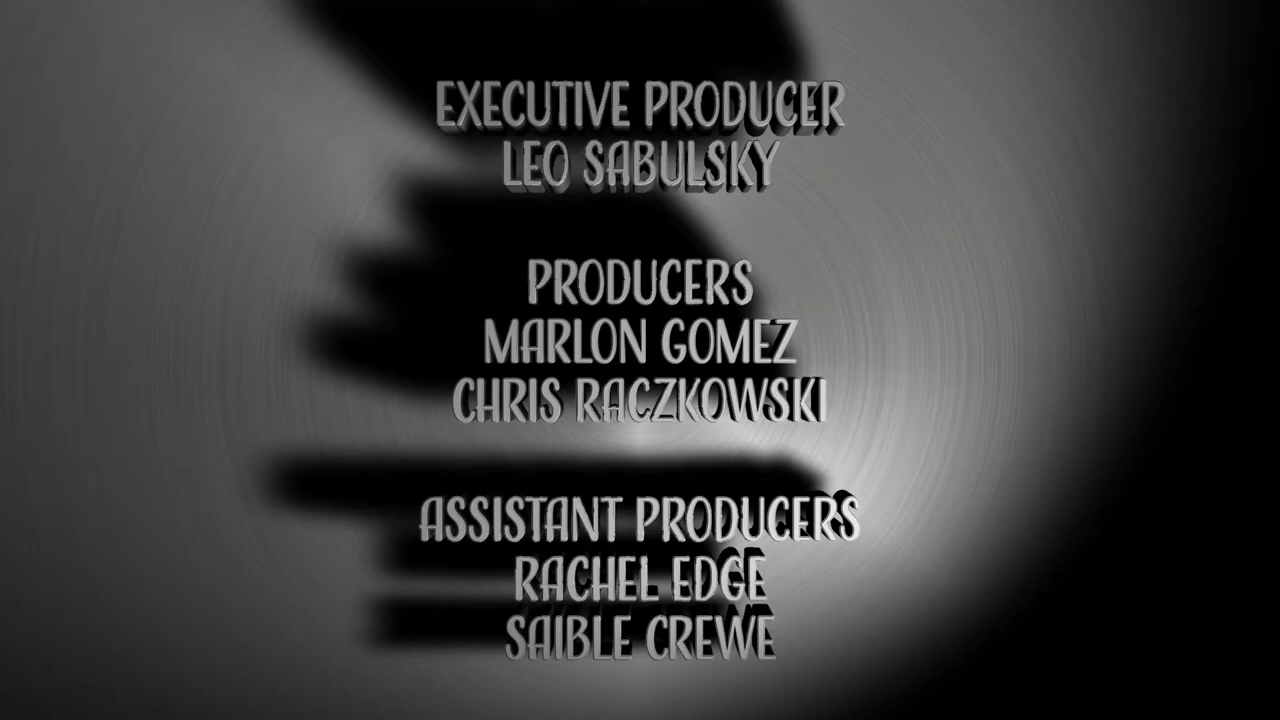 EXECUTIVE PRODUCER
LEO SABULSKY
PRODUCERS
MARLON GOMEZ
CHRIS RACZKOWSKI
ASSISTANT PRODUCERS
RACHEL EDGE
SAIBLE CREWE